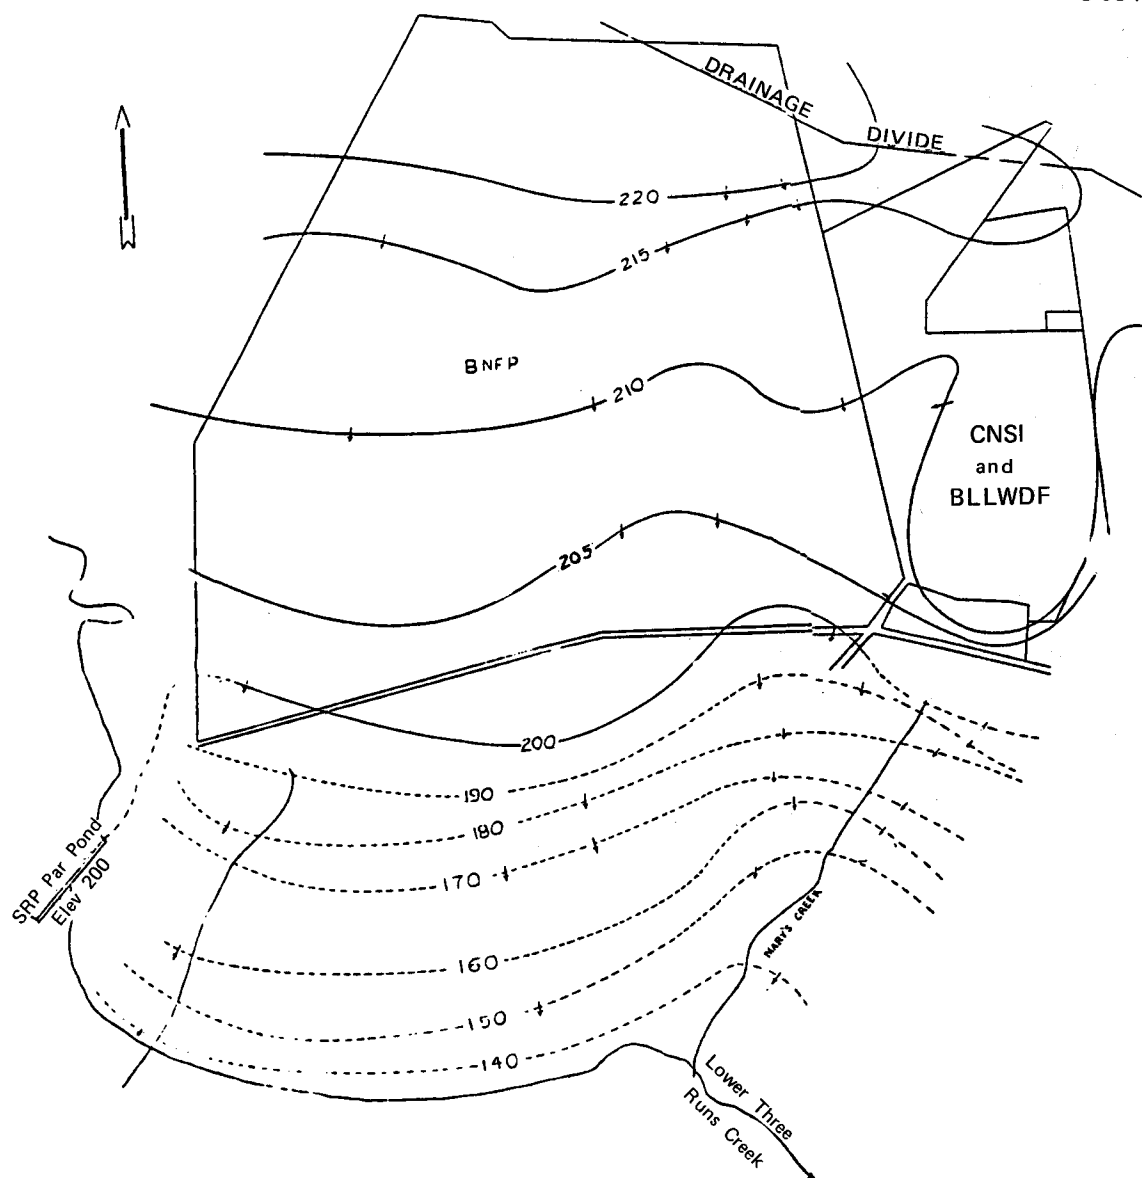 DRAINAGE
DIVIDE
220
215
BNFP
210
CNSI
and
BLLWDF
205
200
190
180
SRP Par Pond
Elev 200
170
MARY'S CREEK
160
150
140
Lower Three
Runs Creek